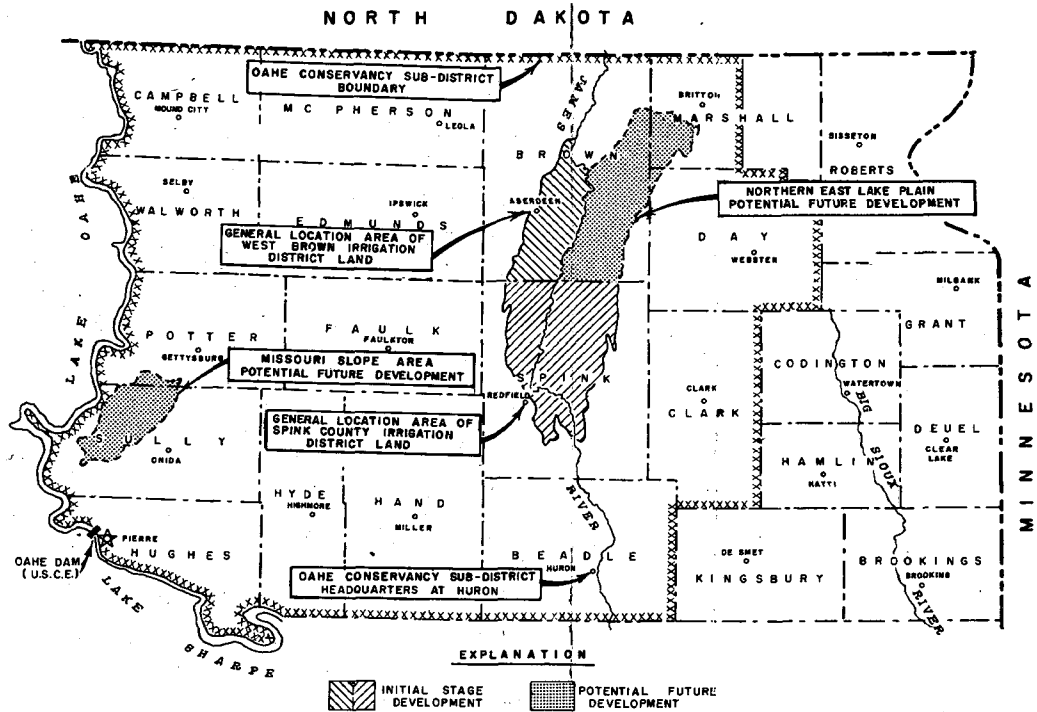 NORTH DAKOTA
OAHE CONSERVANCY SUB-DISTRICT
BOUNDARY
CAMPBELL
MOUND CITY
MC PHERSON
LEOLA
JAMES
BRITTON
MARSHALL
SISSETON
ROBERTS
BROWN
SELBY
WALWORTH
IPSWICK
EDMUNDS
ABERDEEN
NORTHERN EAST LAKE PLAIN
POTENTIAL FUTURE DEVELOPMENT
GENERAL LOCATION AREA OF
WEST BROWN IRRIGATION
DISTRICT LAND
DAY
WEBSTER
MILBANK
GRANT
LAKE OAHE
POTTER
GETTYSBURG
FAULK
FAULKTON
MISSOURI SLOPE AREA
POTENTIAL FUTURE DEVELOPMENT
SPINK
REDFIELD
CODINGTON
WATERTOWN
CLARK
CLARK
BIG
SIOUX
DEUEL
CLEAR
LAKE
GENERAL LOCATION AREA OF
SPINK COUNTY IRRIGATION
DISTRICT LAND
SULLY
ONIDA
HAMLIN
HATTI
HYDE
HIGHMORE
HAND
MILLER
RIVER
PIERRE
HUGHES
OAHE DAM
(U.S.C.E.)
BEADLE
HURON
DE SMET
KINGSBURY
BROOKINGS
BROOKING
RIVER
OAHE CONSERVANCY SUB-DISTRICT
HEADQUARTERS AT HURON
LAKE
SHARPE
MINNESOTA
EXPLANATION
INITIAL STAGE
DEVELOPMENT
POTENTIAL FUTURE
DEVELOPMENT